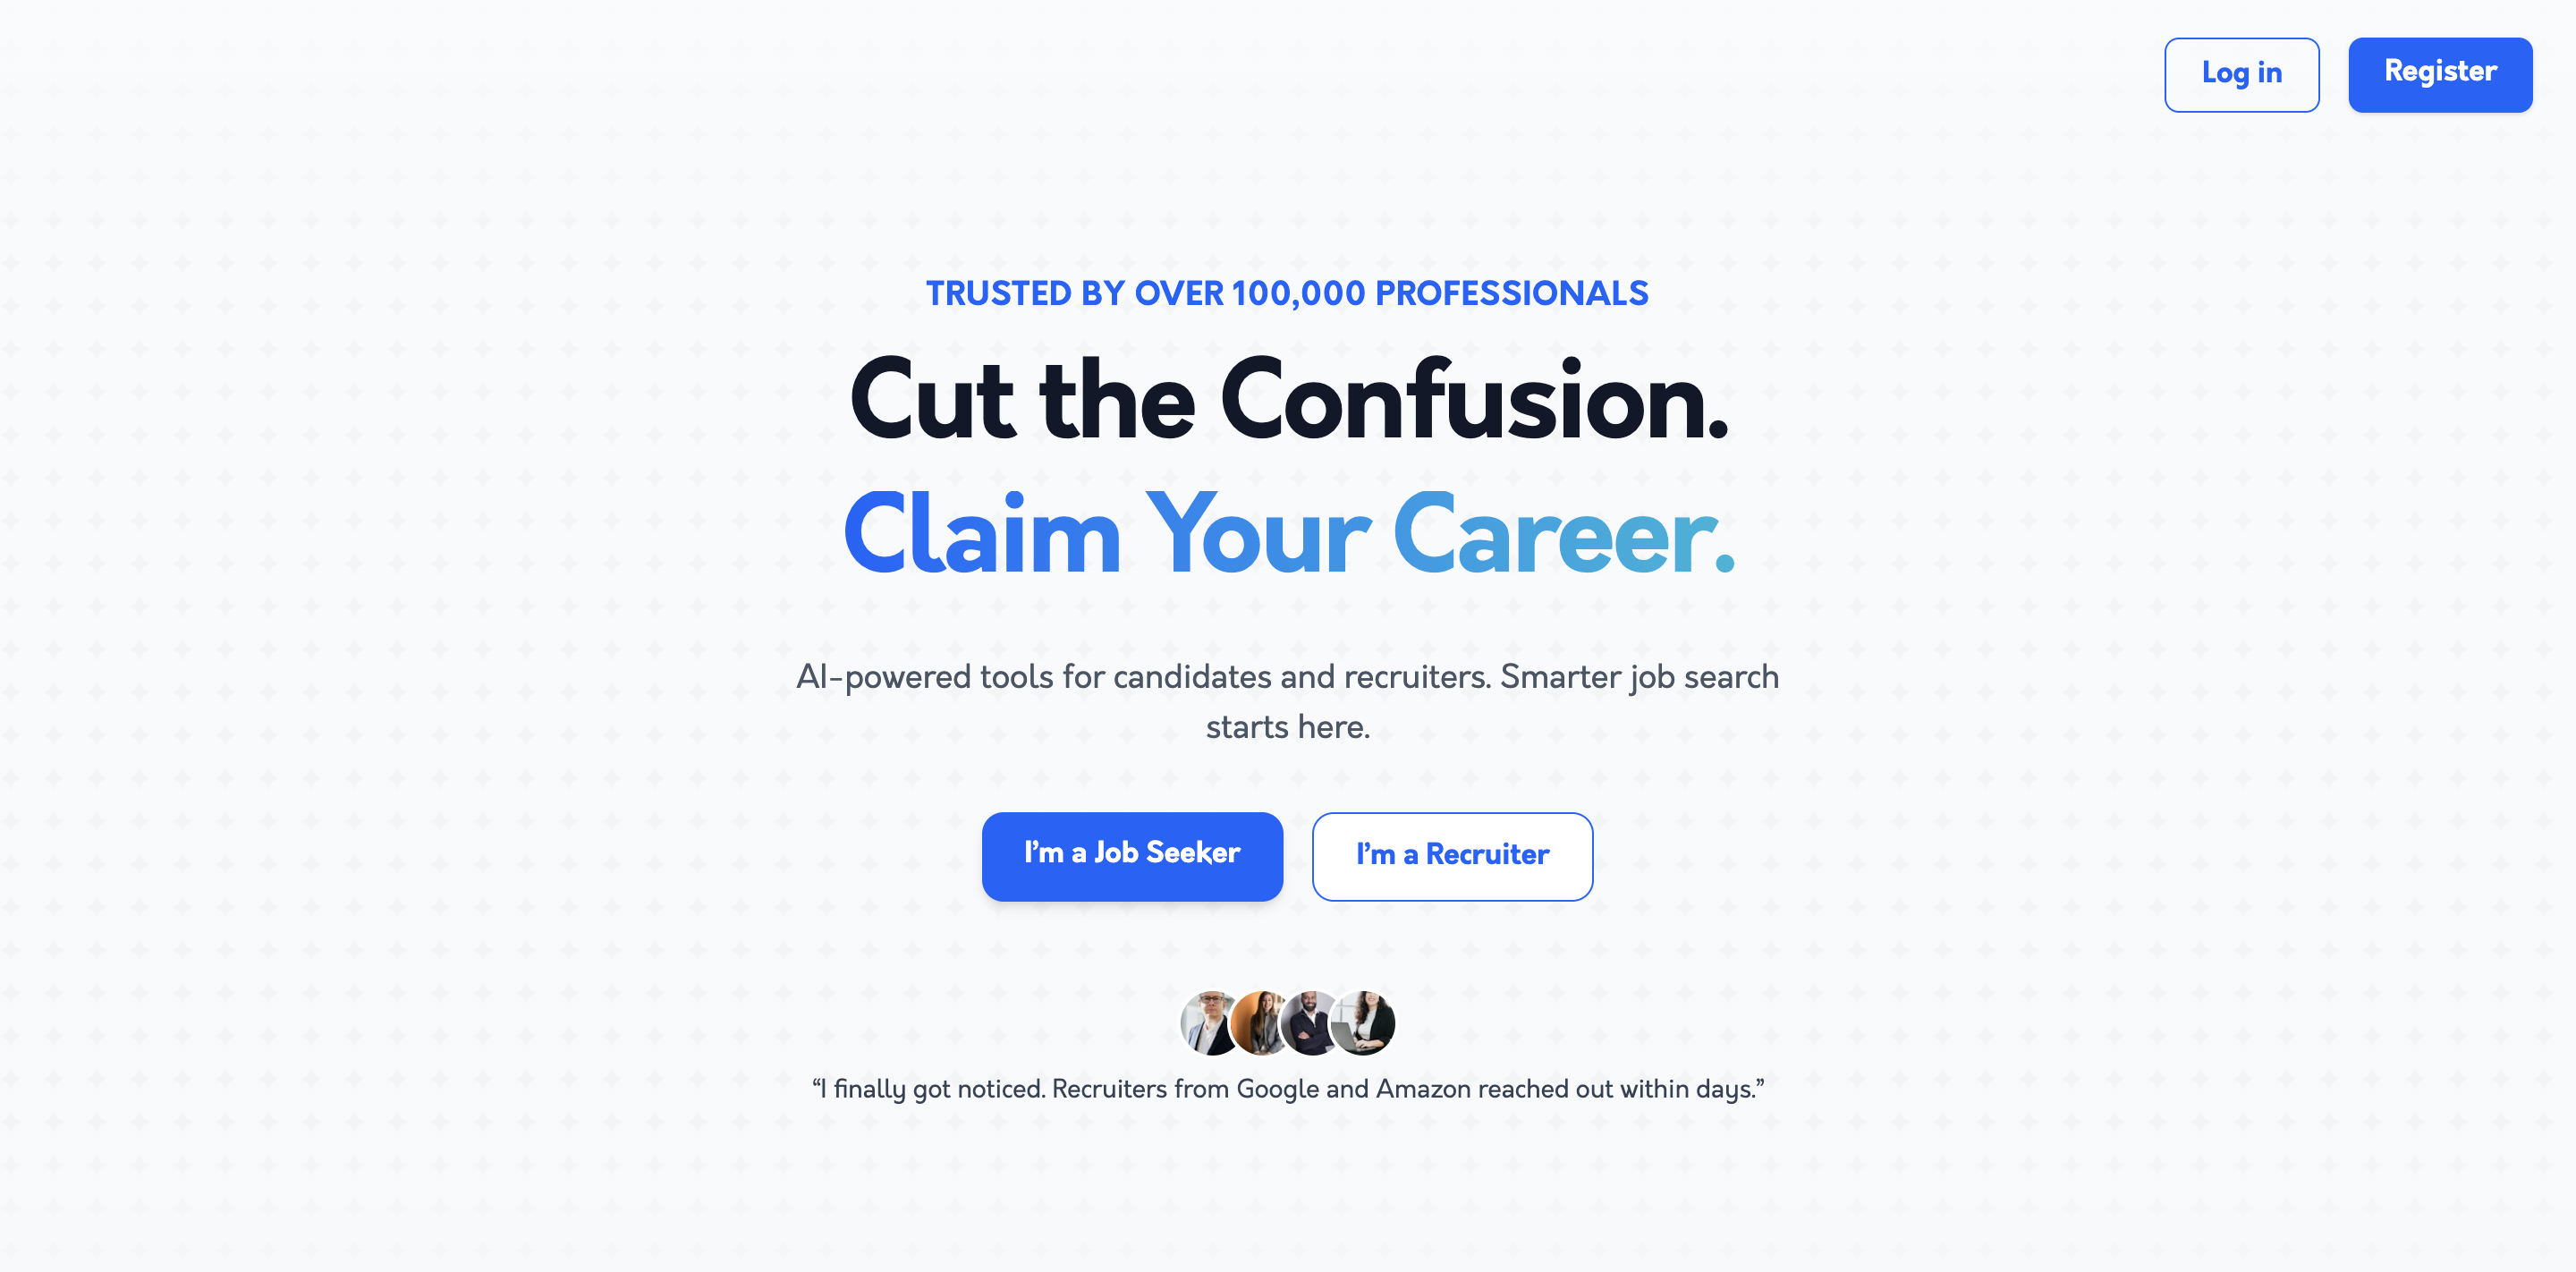 Log in
Register
TRUSTED BY OVER 100,000 PROFESSIONALS
Cut the Confusion.
Claim Your Career.
AI-powered tools for candidates and recruiters. Smarter job search
starts here.
I’m a Job Seeker
I’m a Recruiter
“I finally got noticed. Recruiters from Google and Amazon reached out within days.”